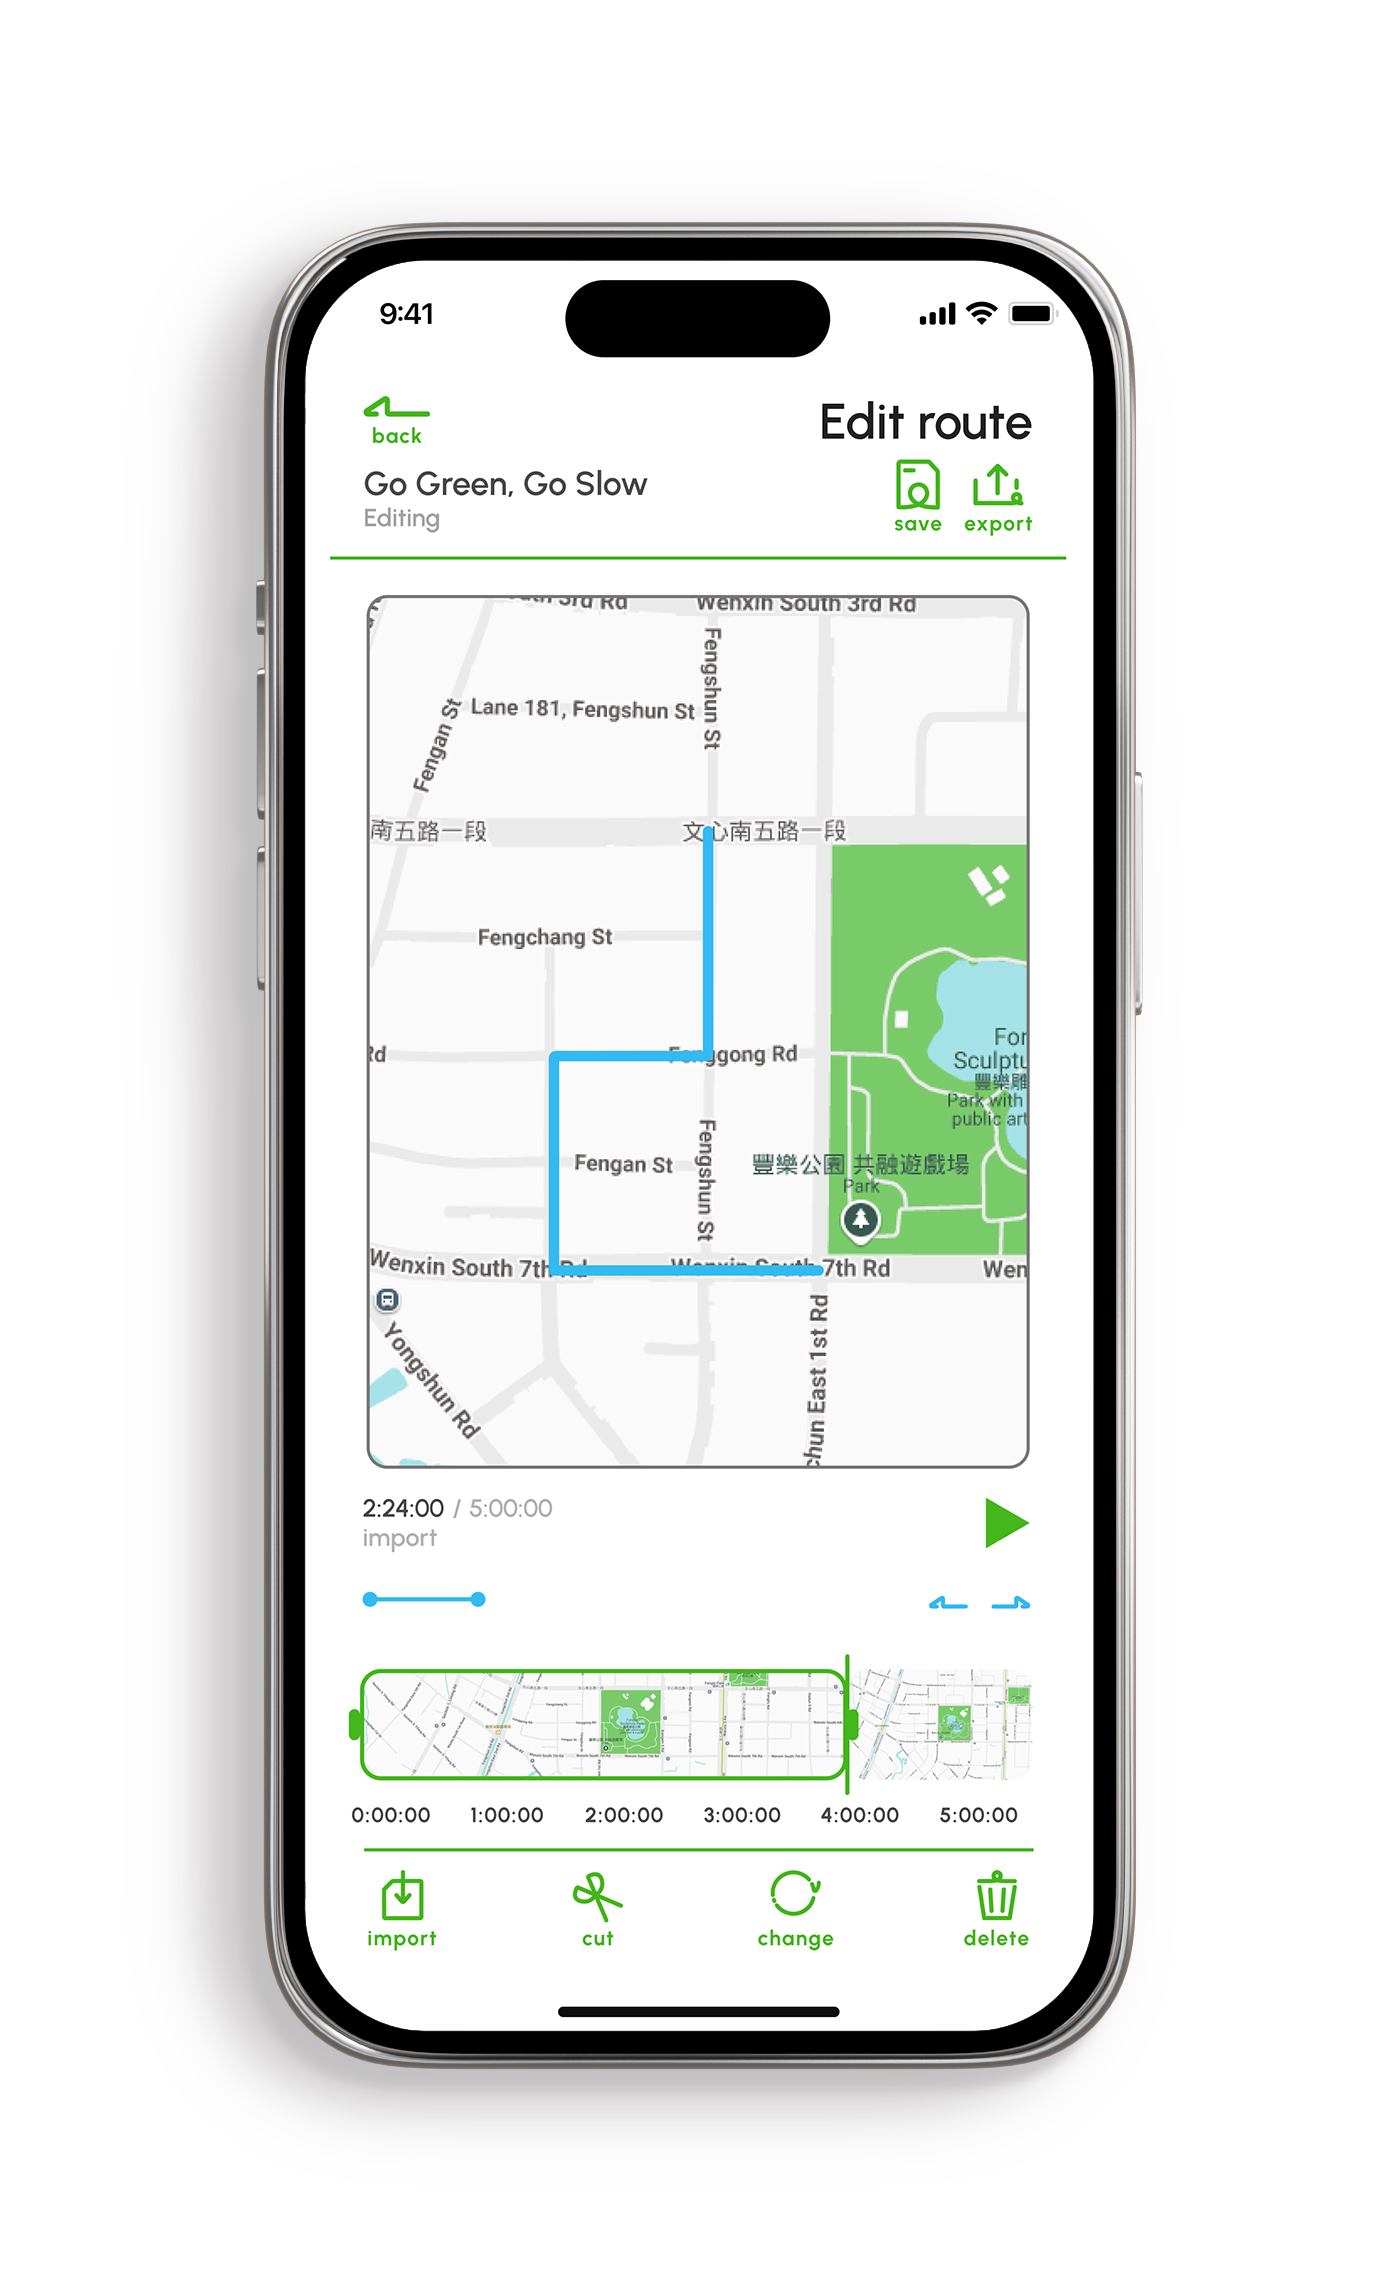 9:41
back
Edit route
Go Green, Go Slow
Editing
save
export
3rd Rd
Wenxin South 3rd Rd
Fengshun St
Lane 181, Fengshun St
Fengan St
南五路一段
文心南五路一段
Fengchang St
Rd
Fenggong Rd
For
Sculptu
豐樂雕
Park with
public art
Fengan St
Fengshun St
豐樂公園 共融遊戲場
Park
Wenxin South 7th Rd
Wenxin South 7th Rd
Wen
Yongshun Rd
chun East 1st Rd
2:24:00 / 5:00:00
import
0:00:00 1:00:00 2:00:00 3:00:00 4:00:00 5:00:00
import
cut
change
delete